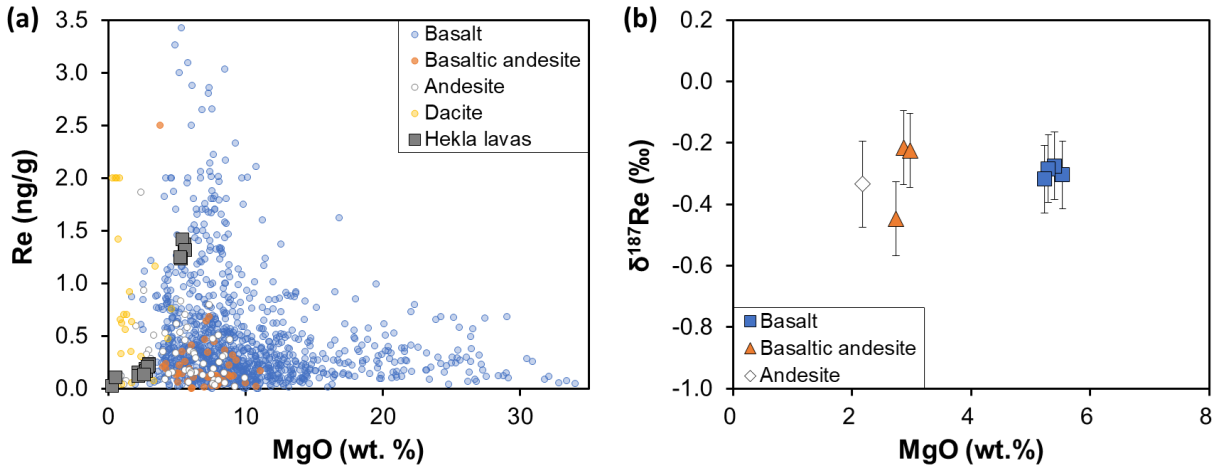 (a)
3.5
3.0
2.5
2.0
1.5
1.0
0.5
0.0
Re (ng/g)
0
10
20
30
MgO (wt. %)
Basalt
Basaltic andesite
Andesite
Dacite
Hekla lavas
(b)
0.2
0.0
-0.2
-0.4
-0.6
-0.8
-1.0
δ¹⁸⁷Re (‰)
0
2
4
6
8
MgO (wt. %)
Basalt
Basaltic andesite
Andesite